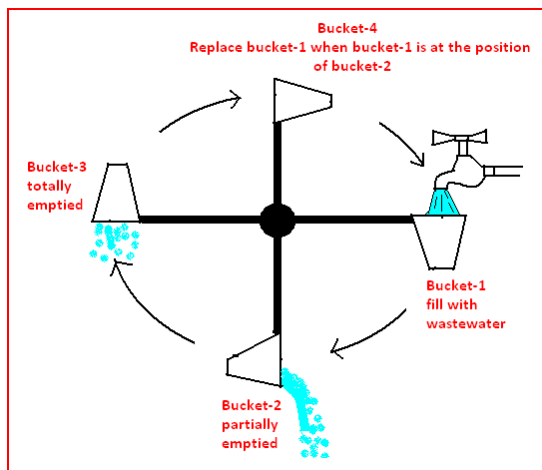 Bucket-4
Replace bucket-1 when bucket-1 is at the position
of bucket-2
Bucket-3
totally
emptied
Bucket-1
fill with
wastewater
Bucket-2
partially
emptied